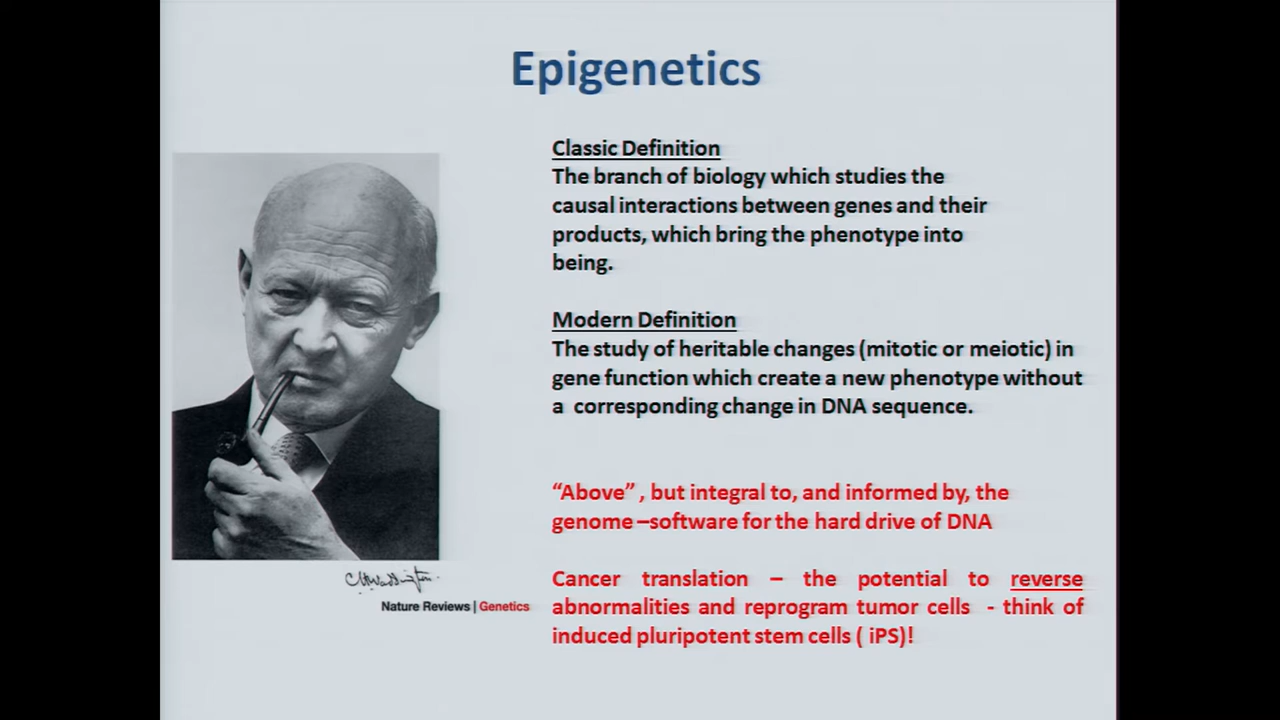 Epigenetics
Classic Definition
The branch of biology which studies the
causal interactions between genes and their
products, which bring the phenotype into
being.
Modern Definition
The study of heritable changes (mitotic or meiotic) in
gene function which create a new phenotype without
a corresponding change in DNA sequence.
“Above” , but integral to, and informed by, the
genome –software for the hard drive of DNA
Cancer translation – the potential to reverse
abnormalities and reprogram tumor cells - think of
induced pluripotent stem cells ( iPS)!
CHWaddington.
Nature Reviews | Genetics